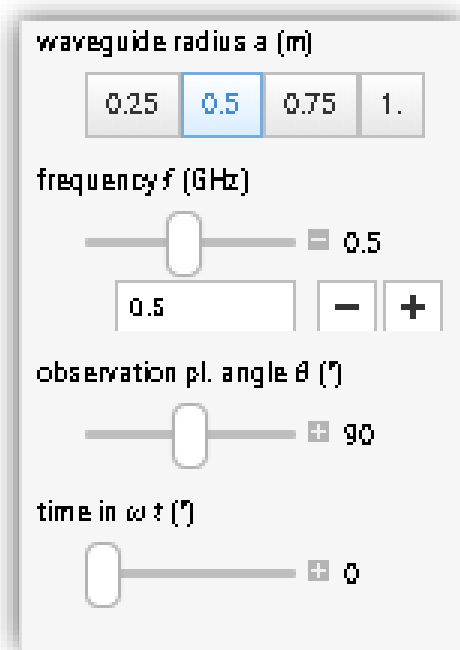 waveguide radius a (m)
0.25 0.5 0.75 1.
frequency f (GHz)
0.5
0.5 − +
observation pl. angle θ (°)
90
time in ω t (°)
0